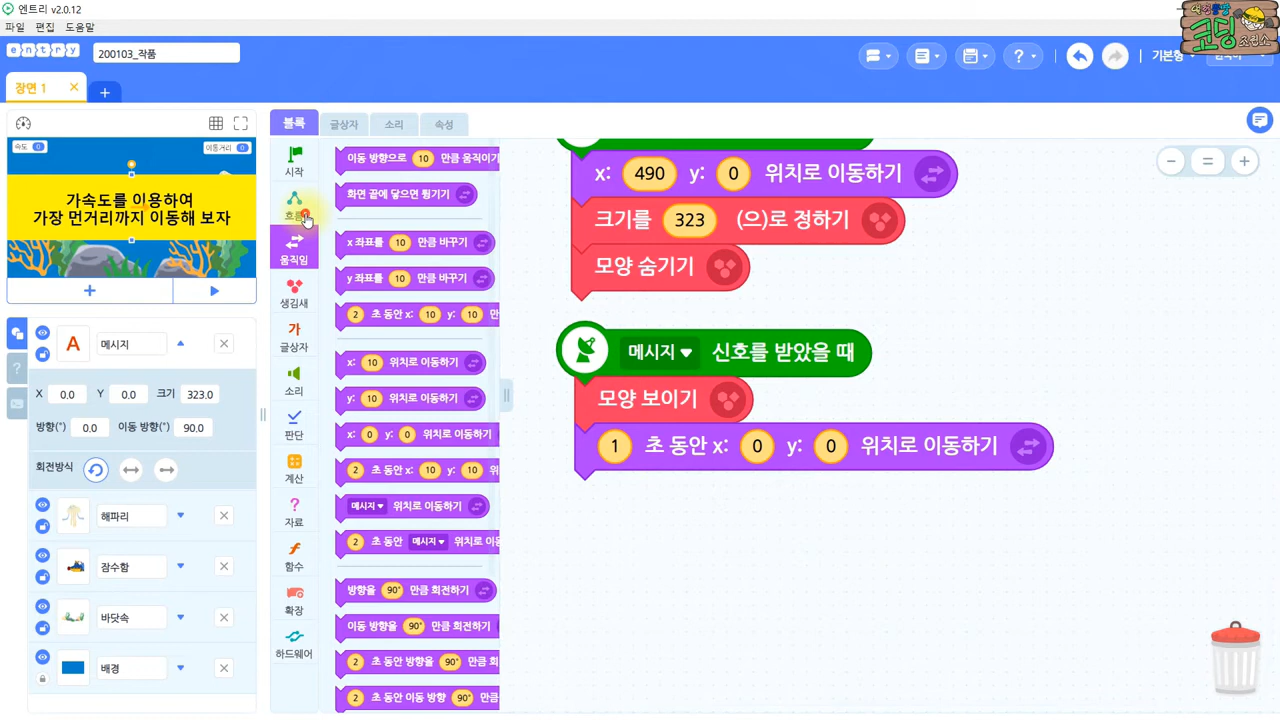 엔트리 v2.0.12
파일 편집 도움말
entry
200103_작품
기본형
코딩
조립소
장면 1
블록 글상자 소리 속성
속도 0
이동거리 0
가속도를 이용하여
가장 먼거리까지 이동해 보자
메시지
X 0.0 Y 0.0 크기 323.0
방향(°) 0.0 이동 방향(°) 90.0
회전방식
해파리
잠수함
바닷속
배경
시작
흐름
움직임
생김새
글상자
소리
판단
계산
자료
함수
확장
하드웨어
이동 방향으로 10 만큼 움직이기
화면 끝에 닿으면 튕기기
x 좌표를 10 만큼 바꾸기
y 좌표를 10 만큼 바꾸기
2 초 동안 x: 10 y: 10 만
x: 10 위치로 이동하기
y: 10 위치로 이동하기
x: 0 y: 0 위치로 이동하기
2 초 동안 x: 10 y: 10 위
메시지 위치로 이동하기
2 초 동안 메시지 위치로 이동
방향을 90° 만큼 회전하기
이동 방향을 90° 만큼 회전하기
2 초 동안 방향을 90° 만큼 회
2 초 동안 이동 방향 90° 만큼
x: 490 y: 0 위치로 이동하기
크기를 323 (으)로 정하기
모양 숨기기
메시지 신호를 받았을 때
모양 보이기
1 초 동안 x: 0 y: 0 위치로 이동하기